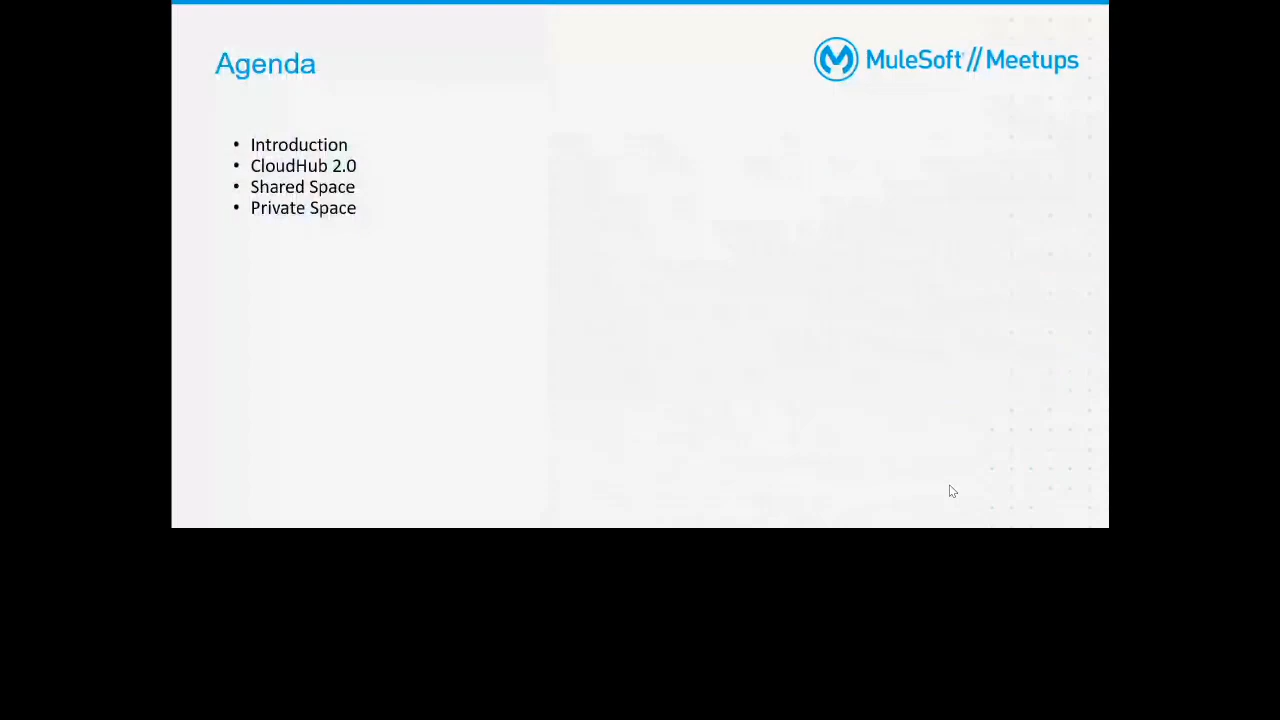 Agenda
MuleSoft // Meetups
• Introduction
• CloudHub 2.0
• Shared Space
• Private Space